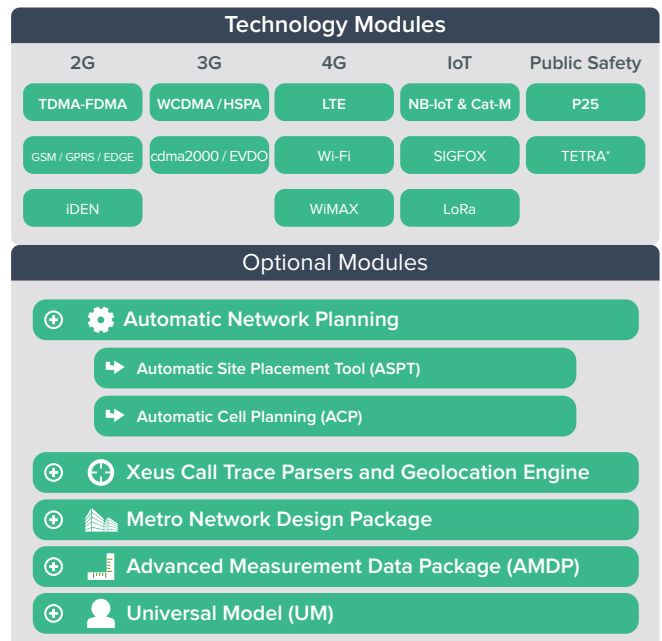 Technology Modules
2G 3G 4G IoT Public Safety
TDMA-FDMA WCDMA / HSPA LTE NB-IoT & Cat-M P25
GSM / GPRS / EDGE cdma2000 / EVDO Wi-Fi SIGFOX TETRA*
iDEN WiMAX LoRa
Optional Modules
Automatic Network Planning
Automatic Site Placement Tool (ASPT)
Automatic Cell Planning (ACP)
Xeus Call Trace Parsers and Geolocation Engine
Metro Network Design Package
Advanced Measurement Data Package (AMDP)
Universal Model (UM)